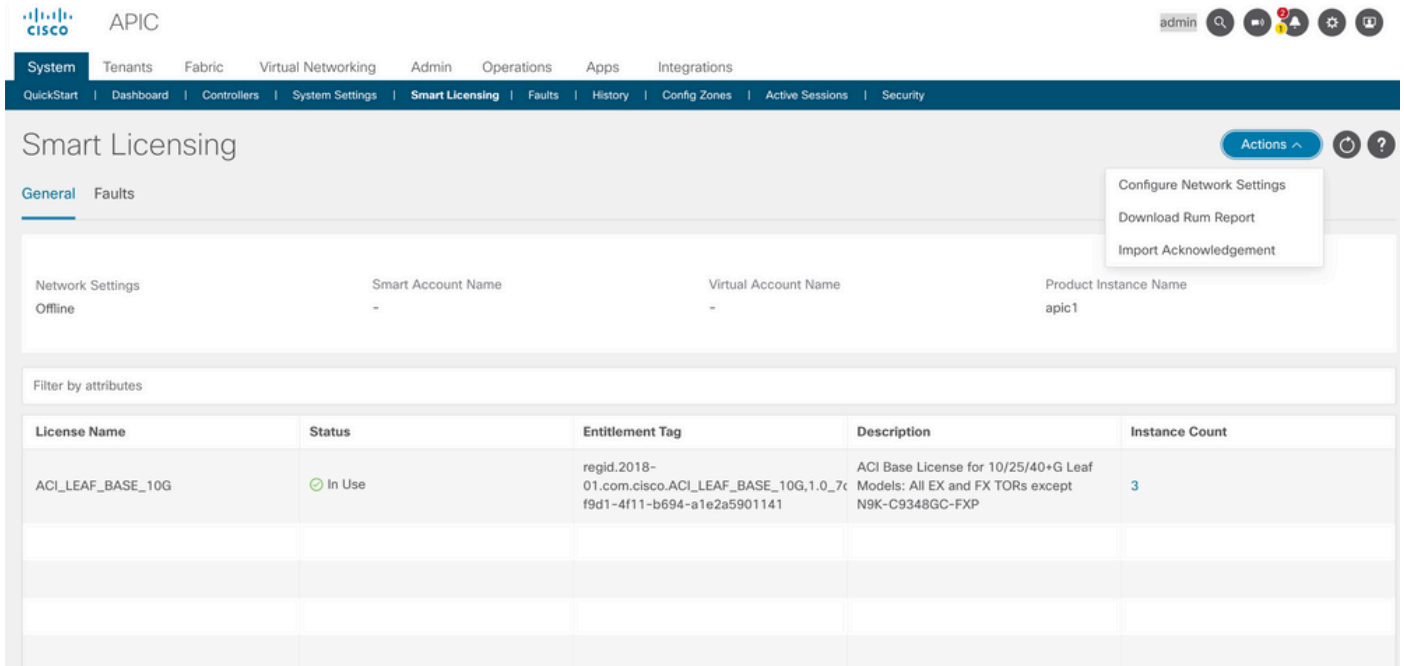 CISCO
APIC
admin
2
1
System Tenants Fabric Virtual Networking Admin Operations Apps Integrations
QuickStart | Dashboard | Controllers | System Settings | Smart Licensing | Faults | History | Config Zones | Active Sessions | Security
Smart Licensing
Actions
?
General Faults
Configure Network Settings
Download Rum Report
Import Acknowledgement
Network Settings Smart Account Name Virtual Account Name Product Instance Name
Offline - - apic1
Filter by attributes
License Name Status Entitlement Tag Description Instance Count
regid.2018- ACI Base License for 10/25/40+G Leaf
ACI_LEAF_BASE_10G In Use 01.com.cisco.ACI_LEAF_BASE_10G,1.0_7c Models: All EX and FX TORs except 3
f9d1-4f11-b694-a1e2a5901141 N9K-C9348GC-FXP